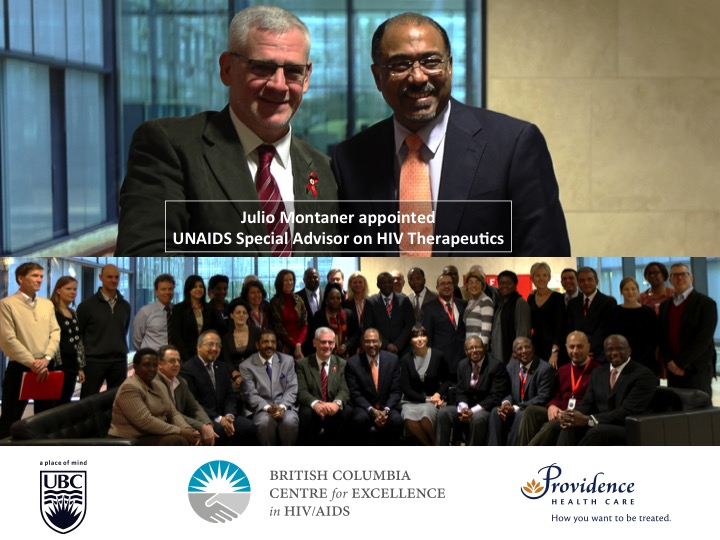 Julio Montaner appointed
UNAIDS Special Advisor on HIV Therapeutics
a place of mind
UBC
BRITISH COLUMBIA
CENTRE for EXCELLENCE
in HIV/AIDS
Providence
HEALTH CARE
How you want to be treated.